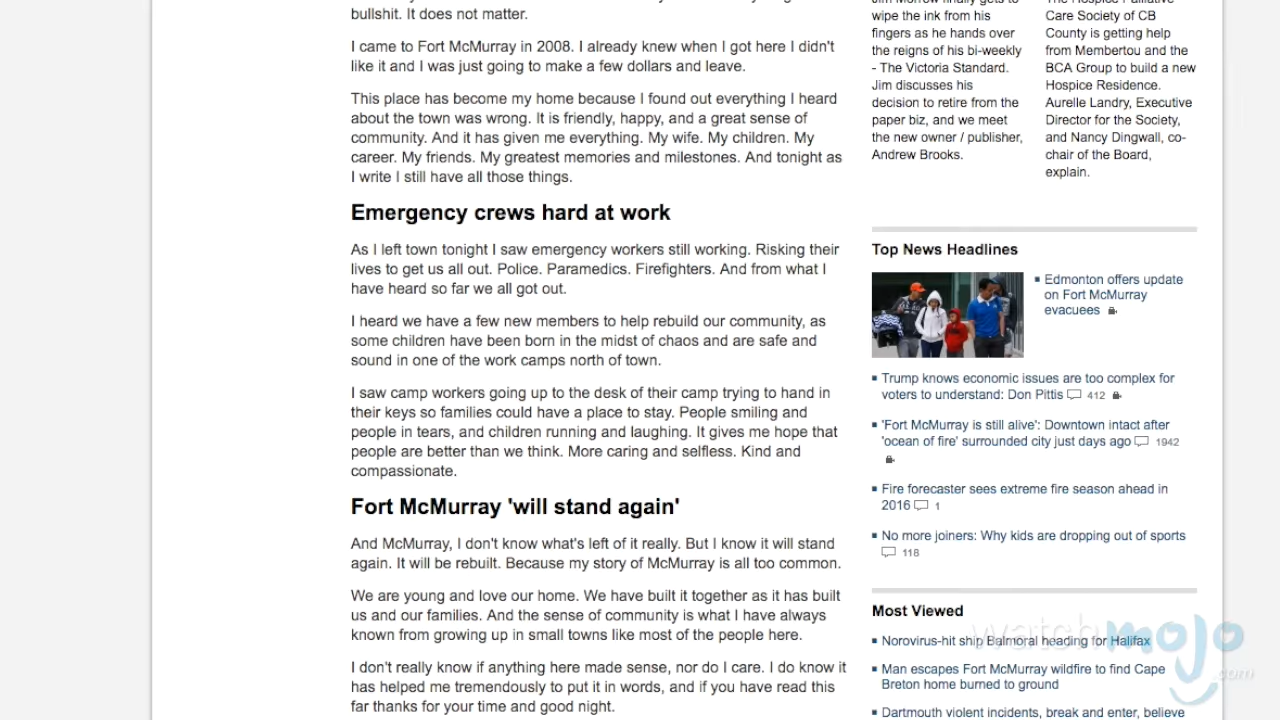 bullshit. It does not matter.
I came to Fort McMurray in 2008. I already knew when I got here I didn't
like it and I was just going to make a few dollars and leave.
This place has become my home because I found out everything I heard
about the town was wrong. It is friendly, happy, and a great sense of
community. And it has given me everything. My wife. My children. My
career. My friends. My greatest memories and milestones. And tonight as
I write I still have all those things.
Emergency crews hard at work
As I left town tonight I saw emergency workers still working. Risking their
lives to get us all out. Police. Paramedics. Firefighters. And from what I
have heard so far we all got out.
I heard we have a few new members to help rebuild our community, as
some children have been born in the midst of chaos and are safe and
sound in one of the work camps north of town.
I saw camp workers going up to the desk of their camp trying to hand in
their keys so families could have a place to stay. People smiling and
people in tears, and children running and laughing. It gives me hope that
people are better than we think. More caring and selfless. Kind and
compassionate.
Fort McMurray 'will stand again'
And McMurray, I don't know what's left of it really. But I know it will stand
again. It will be rebuilt. Because my story of McMurray is all too common.
We are young and love our home. We have built it together as it has built
us and our families. And the sense of community is what I have always
known from growing up in small towns like most of the people here.
I don't really know if anything here made sense, nor do I care. I do know it
has helped me tremendously to put it in words, and if you have read this
far thanks for your time and good night.
wipe the ink from his
fingers as he hands over
the reigns of his bi-weekly
- The Victoria Standard.
Jim discusses his
decision to retire from the
paper biz, and we meet
the new owner / publisher,
Andrew Brooks.
The Hospice Palliative
Care Society of CB
County is getting help
from Membertou and the
BCA Group to build a new
Hospice Residence.
Aurelle Landry, Executive
Director for the Society,
and Nancy Dingwall, co-
chair of the Board,
explain.
Top News Headlines
Edmonton offers update
on Fort McMurray
evacuees
Trump knows economic issues are too complex for
voters to understand: Don Pittis 412
'Fort McMurray is still alive': Downtown intact after
'ocean of fire' surrounded city just days ago 1942
Fire forecaster sees extreme fire season ahead in
2016 1
No more joiners: Why kids are dropping out of sports
118
Most Viewed
Norovirus-hit ship Balmoral heading for Halifax
Man escapes Fort McMurray wildfire to find Cape
Breton home burned to ground
Dartmouth violent incidents, break and enter, believe
watchmojo
.com